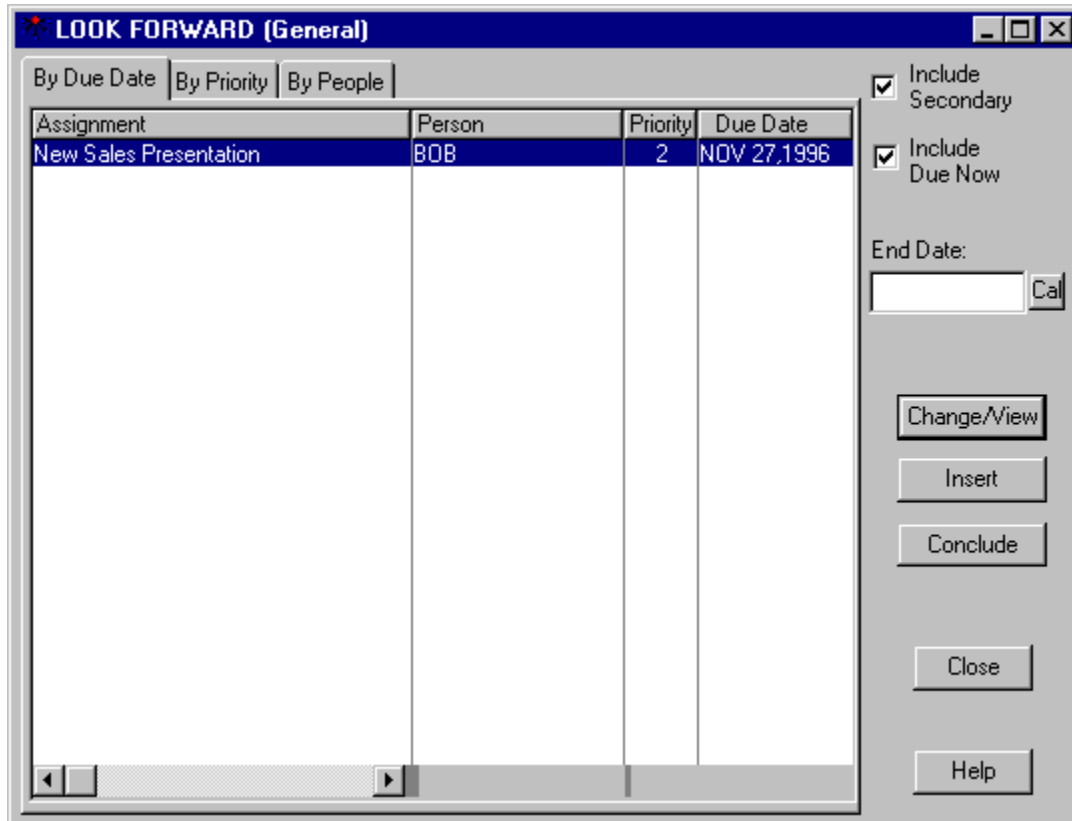 LOOK FORWARD (General)
By Due Date By Priority By People
Include
Secondary
Assignment Person Priority Due Date
New Sales Presentation BOB 2 NOV 27,1996
Include
Due Now
End Date:
Cal
Change/View
Insert
Conclude
Close
Help